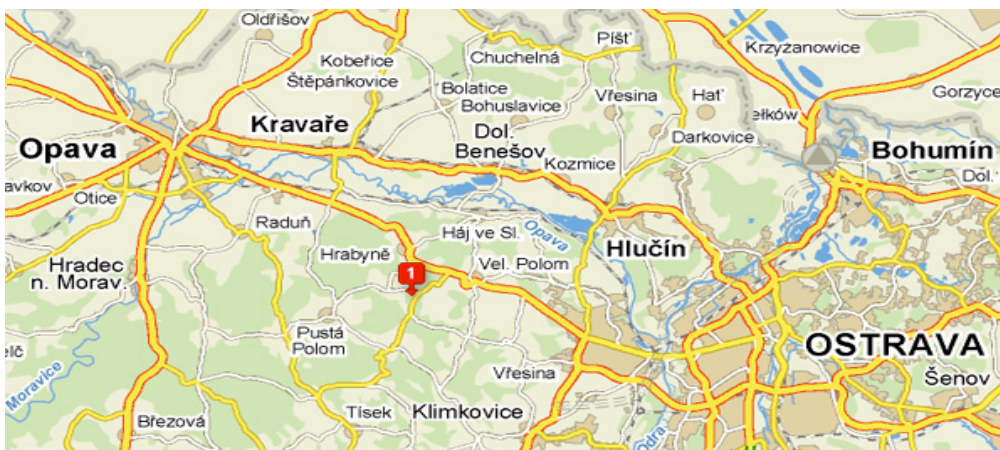 Oldřišov
Píšť
Krzyżanowice
Kobeřice
Chuchelná
Štěpánkovice
Bolatice
Bohuslavice
Vřesina
Hať
Gorzyce
Kravaře
Dol.
Benešov
Darkovice
Opava
Kozmice
Bohumín
Dol.
Otice
Raduň
Háj ve Sl.
Opava
Hrabyně
Hlučín
Hradec
n. Morav.
Vel. Polom
1
Pustá
Polom
OSTRAVA
Moravice
Vřesina
Šenov
Březová
Tísek
Klimkovice
Odra